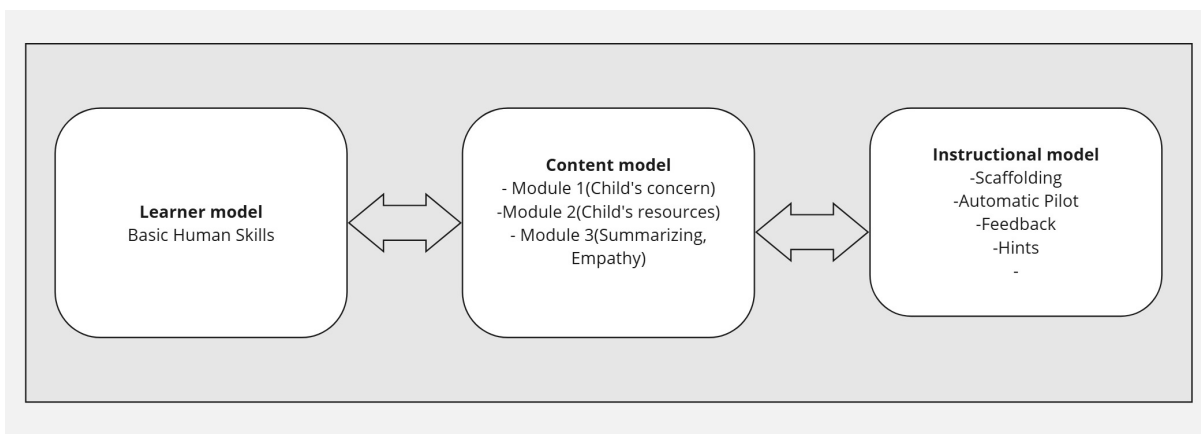 Learner model
Basic Human Skills
Content model
- Module 1(Child's concern)
-Module 2(Child's resources)
- Module 3(Summarizing,
Empathy)
Instructional model
-Scaffolding
-Automatic Pilot
-Feedback
-Hints
-